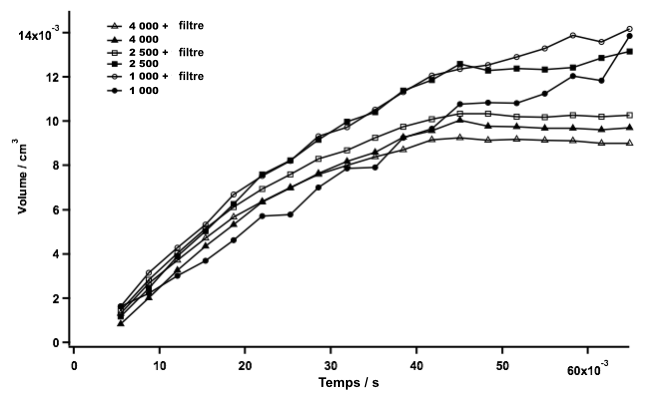 14x10-3
12
10
8
6
4
2
0
Volume / cm3
4 000 + filtre
4 000
2 500 + filtre
2 500
1 000 + filtre
1 000
0 10 20 30 40 50 60x10-3
Temps / s